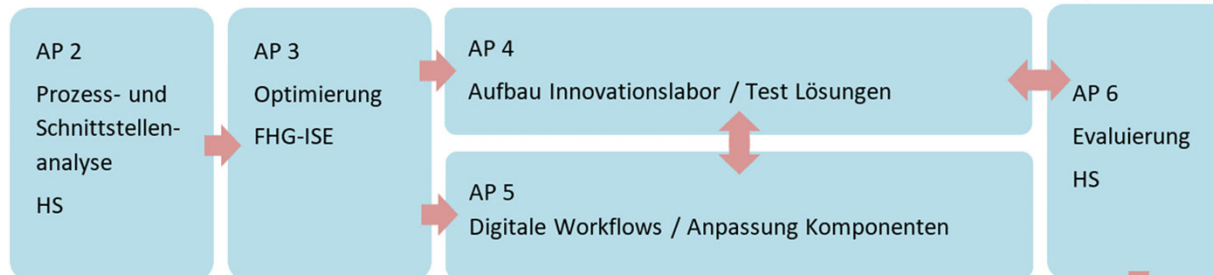 AP 2
Prozess- und
Schnittstellen-
analyse
HS
AP 3
Optimierung
FHG-ISE
AP 4
Aufbau Innovationslabor / Test Lösungen
AP 5
Digitale Workflows / Anpassung Komponenten
AP 6
Evaluierung
HS